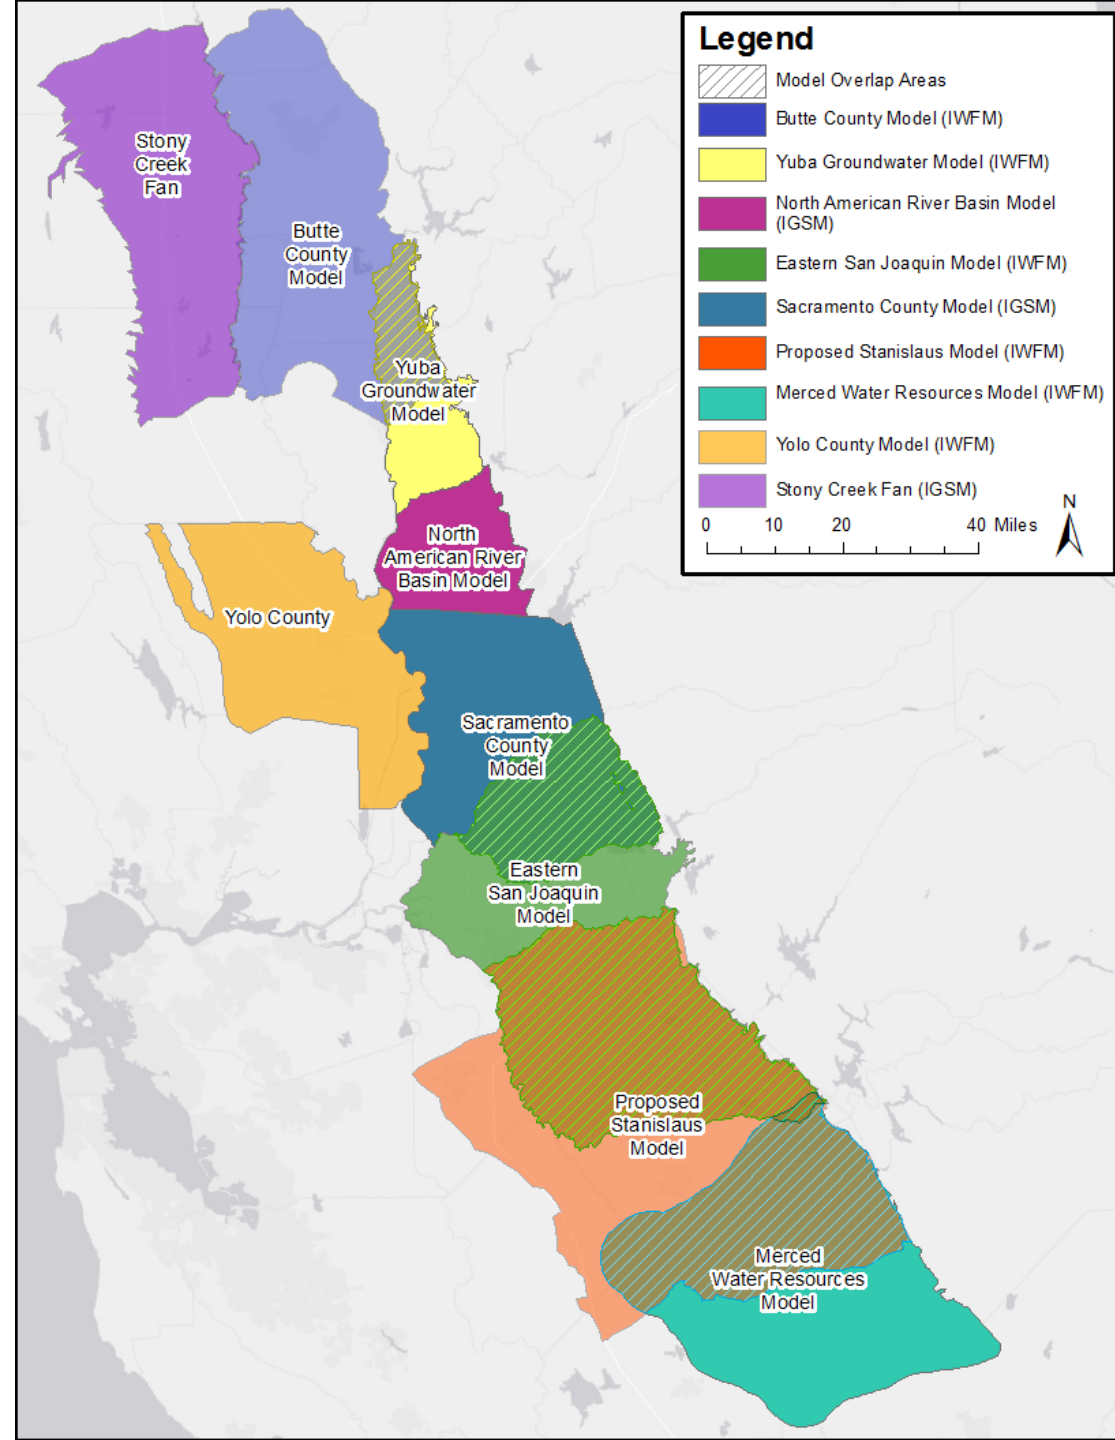 Legend
Model Overlap Areas
Butte County Model (IWFM)
Yuba Groundwater Model (IWFM)
North American River Basin Model
(IGSM)
Eastern San Joaquin Model (IWFM)
Sacramento County Model (IGSM)
Proposed Stanislaus Model (IWFM)
Merced Water Resources Model (IWFM)
Yolo County Model (IWFM)
Stony Creek Fan (IGSM)
N
0 10 20 40 Miles
Stony
Creek
Fan
Butte
County
Model
Yuba
Groundwater
Model
North
American River
Basin Model
Yolo County
Sacramento
County
Model
Eastern
San Joaquin
Model
Proposed
Stanislaus
Model
Merced
Water Resources
Model